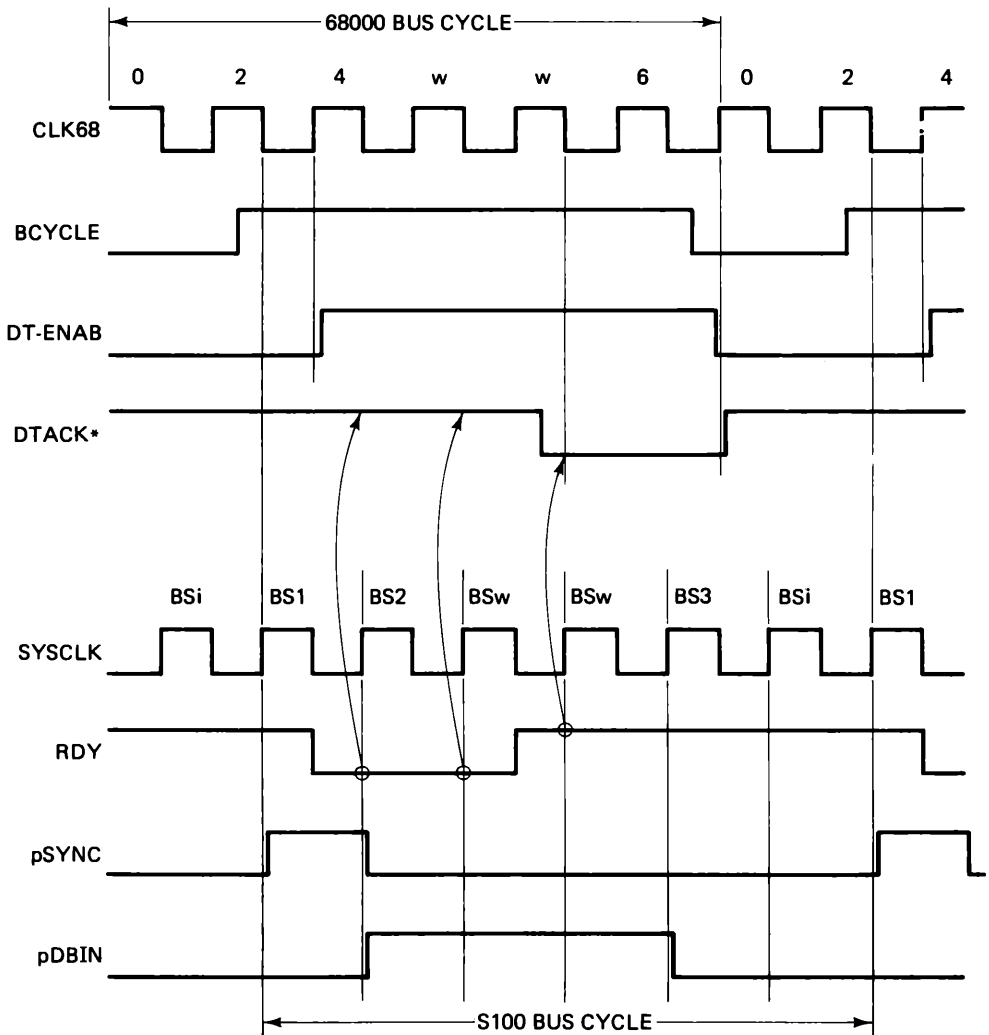 68000 BUS CYCLE
0 2 4 w w 6 0 2 4
CLK68
BCYCLE
DT-ENAB
DTACK*
BSi BS1 BS2 BSw BSw BS3 BSi BS1
SYSCLK
RDY
pSYNC
pDBIN
S100 BUS CYCLE